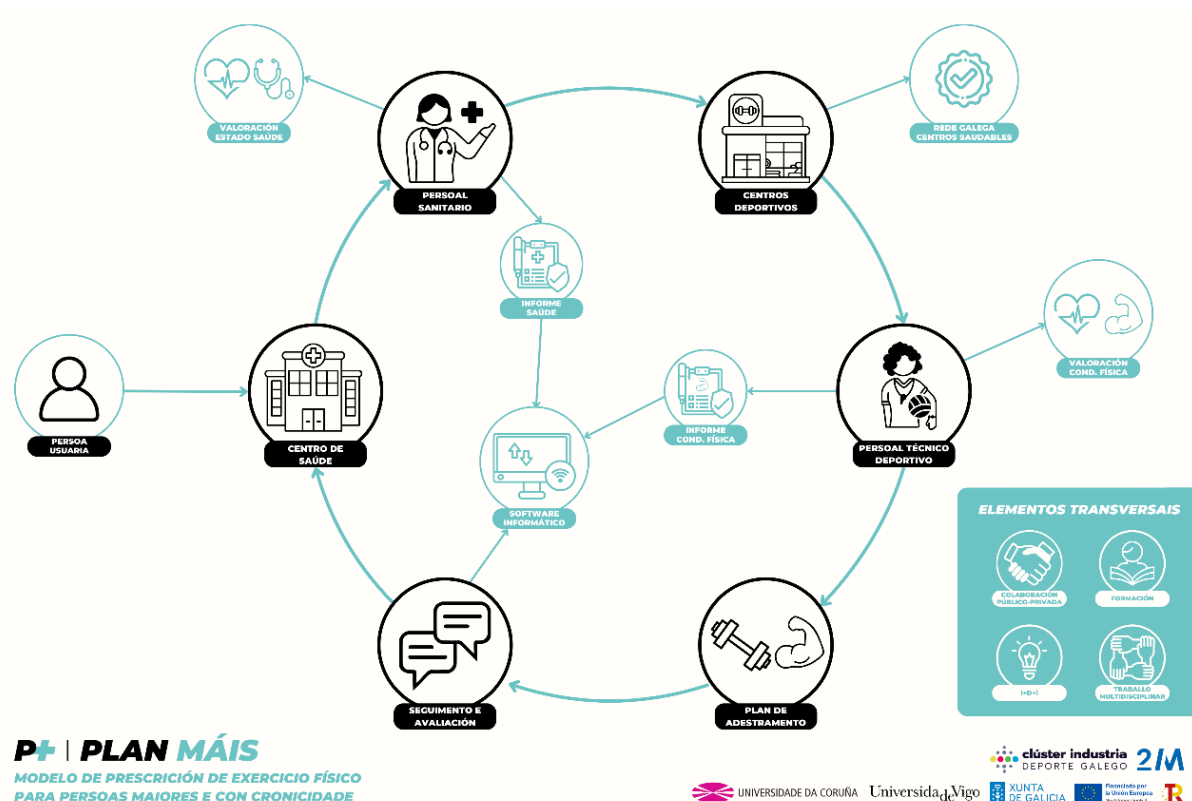 VALORACIÓN
ESTADO SAÚDE
PERSOAL
SANITARIO
CENTROS
DEPORTIVOS
REDE GALEGA
CENTROS SAUDABLES
INFORME
SAÚDE
PERSOA
USUARIA
CENTRO DE
SAÚDE
INFORME
COND. FÍSICA
PERSOAL TÉCNICO
DEPORTIVO
VALORACIÓN
COND. FÍSICA
SOFTWARE
INFORMÁTICO
SEGUIMENTO E
AVALIACIÓN
PLAN DE
ADESTRAMENTO
ELEMENTOS TRANSVERSAIS
COLABORACIÓN
PÚBLICO-PRIVADA
FORMACIÓN
I+D+I
TRABALLO
MULTIDISCIPLINAR
P+ | PLAN MÁIS
MODELO DE PRESCRICIÓN DE EXERCICIO FÍSICO
PARA PERSOAS MAIORES E CON CRONICIDADE
clúster industria
DEPORTE GALEGO
2M
UNIVERSIDADE DA CORUÑA
UniversidadeVigo
XUNTA
DE GALICIA
Financiado por
la Unión Europea